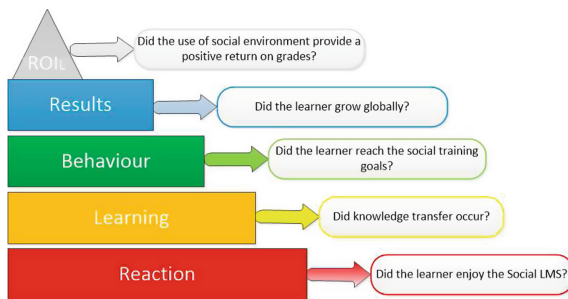 ROIL
Did the use of social environment provide a
positive return on grades?
Results
Did the learner grow globally?
Behaviour
Did the learner reach the social training
goals?
Learning
Did knowledge transfer occur?
Reaction
Did the learner enjoy the Social LMS?